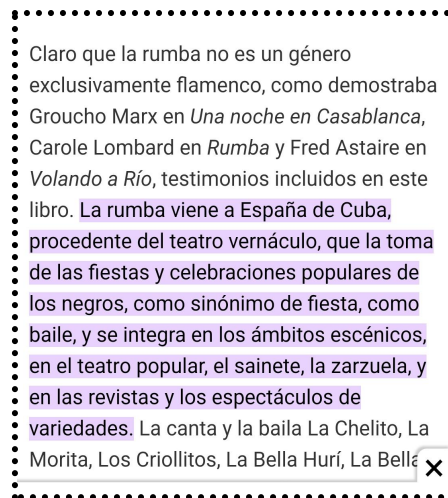 Claro que la rumba no es un género
exclusivamente flamenco, como demostraba
Groucho Marx en Una noche en Casablanca,
Carole Lombard en Rumba y Fred Astaire en
Volando a Río, testimonios incluidos en este
libro. La rumba viene a España de Cuba,
procedente del teatro vernáculo, que la toma
de las fiestas y celebraciones populares de
los negros, como sinónimo de fiesta, como
baile, y se integra en los ámbitos escénicos,
en el teatro popular, el sainete, la zarzuela, y
en las revistas y los espectáculos de
variedades. La canta y la baila La Chelito, La
Morita, Los Criollitos, La Bella Hurí, La Bella